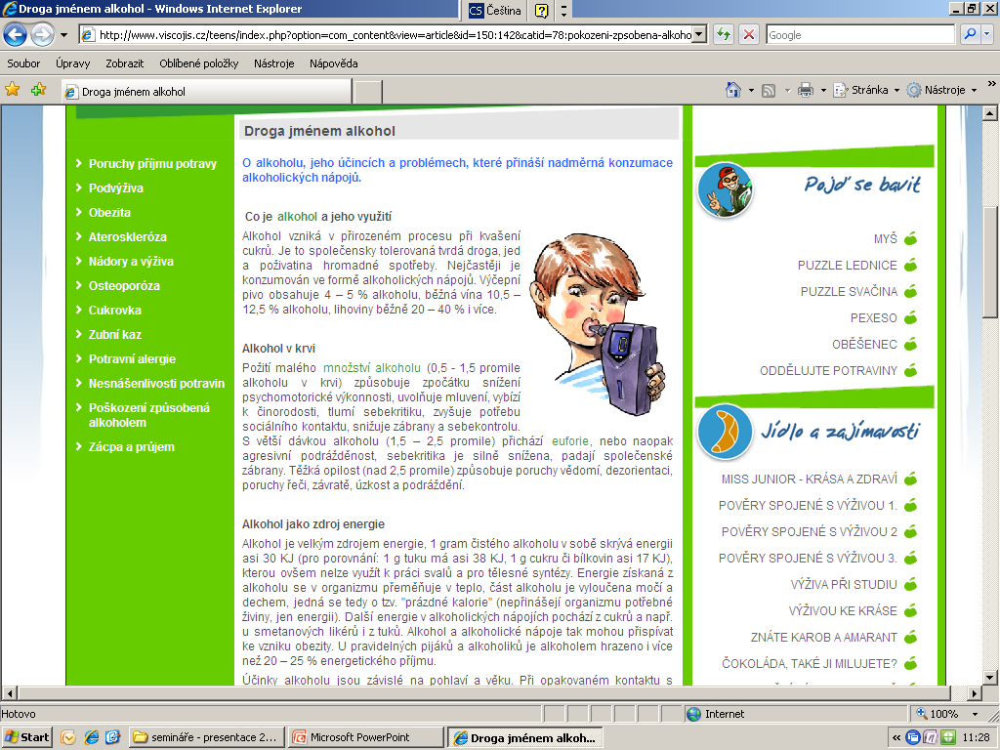 Droga jménem alkohol - Windows Internet Explorer
CS Čeština
http://www.viscojis.cz/teens/index.php?option=com_content&view=article&id=150:142&catid=78:pokozeni-zpsobena-alkoho
Google
Soubor Úpravy Zobrazit Oblíbené položky Nástroje Nápověda
Droga jménem alkohol
Stránka Nástroje
Poruchy příjmu potravy
Podvýživa
Obezita
Ateroskleróza
Nádory a výživa
Osteoporóza
Cukrovka
Zubní kaz
Potravní alergie
Nesnášenlivosti potravin
Poškození způsobená
alkoholem
Zácpa a průjem
Droga jménem alkohol
O alkoholu, jeho účincích a problémech, které přináší nadměrná konzumace
alkoholických nápojů.
Co je alkohol a jeho využití
Alkohol vzniká v přirozeném procesu při kvašení
cukrů. Je to společensky tolerovaná tvrdá droga, jed
a poživatina hromadné spotřeby. Nejčastěji je
konzumován ve formě alkoholických nápojů. Výčepní
pivo obsahuje 4 – 5 % alkoholu, běžná vína 10,5 –
12,5 % alkoholu, lihoviny běžně 20 – 40 % i více.
Alkohol v krvi
Požití malého množství alkoholu (0,5 - 1,5 promile
alkoholu v krvi) způsobuje zpočátku snížení
psychomotorické výkonnosti, uvolňuje mluvení, vybízí
k činorodosti, tlumí sebekritiku, zvyšuje potřebu
sociálního kontaktu, snižuje zábrany a sebekontrolu.
S větší dávkou alkoholu (1,5 – 2,5 promile) přichází euforie, nebo naopak
agresivní podrážděnost, sebekritika je silně snížena, padají společenské
zábrany. Těžká opilost (nad 2,5 promile) způsobuje poruchy vědomí, dezorientaci,
poruchy řeči, závratě, úzkost a podráždění.
Alkohol jako zdroj energie
Alkohol je velkým zdrojem energie, 1 gram čistého alkoholu v sobě skrývá energii
asi 30 KJ (pro porovnání: 1 g tuku má asi 38 KJ, 1 g cukru či bílkovin asi 17 KJ),
kterou ovšem nelze využít k práci svalů a pro tělesné syntézy. Energie získaná z
alkoholu se v organizmu přeměňuje v teplo, část alkoholu je vyloučena močí a
dechem, jedná se tedy o tzv. "prázdné kalorie" (nepřinášejí organizmu potřebné
živiny, jen energii). Další energie v alkoholických nápojích pochází z cukrů a např.
u smetanových likérů i z tuků. Alkohol a alkoholické nápoje tak mohou přispívat
ke vzniku obezity. U pravidelných pijáků a alkoholiků je alkoholem hrazeno i více
než 20 – 25 % energetického příjmu.
Účinky alkoholu jsou závislé na pohlaví a věku. Při opakovaném kontaktu s
Pojď se bavit
MYŠ
PUZZLE LEDNICE
PUZZLE SVAČINA
PEXESO
OBĚŠENEC
ODDĚLUJTE POTRAVINY
Jídlo a zajímavosti
MISS JUNIOR - KRÁSA A ZDRAVÍ
POVĚRY SPOJENÉ S VÝŽIVOU 1.
POVĚRY SPOJENÉ S VÝŽIVOU 2
POVĚRY SPOJENÉ S VÝŽIVOU 3.
VÝŽIVA PŘI STUDIU
VÝŽIVOU KE KRÁSE
ZNÁTE KAROB A AMARANT
ČOKOLÁDA, TAKÉ JI MILUJETE?
Hotovo
Internet
100%
Start
semináře - presentace 2...
Microsoft PowerPoint
Droga jménem alkoh...
11:28